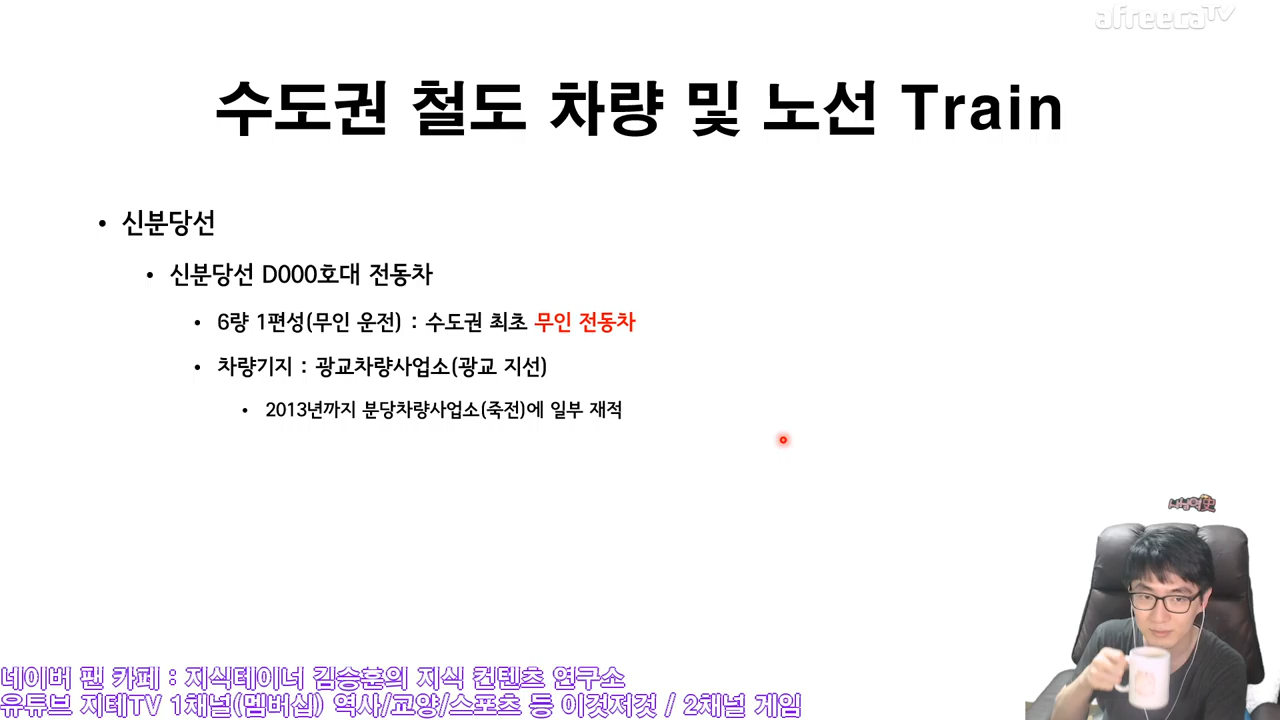 afreecaTV
수도권 철도 차량 및 노선 Train
• 신분당선
• 신분당선 D000호대 전동차
• 6량 1편성(무인 운전) : 수도권 최초 무인 전동차
• 차량기지 : 광교차량사업소(광교 지선)
• 2013년까지 분당차량사업소(죽전)에 일부 재적
네이버 팬 카페 : 지식테이너 김승훈의 지식 컨텐츠 연구소
유튜브 지테TV 1채널(멤버십) 역사/교양/스포츠 등 이것저것 / 2채널 게임